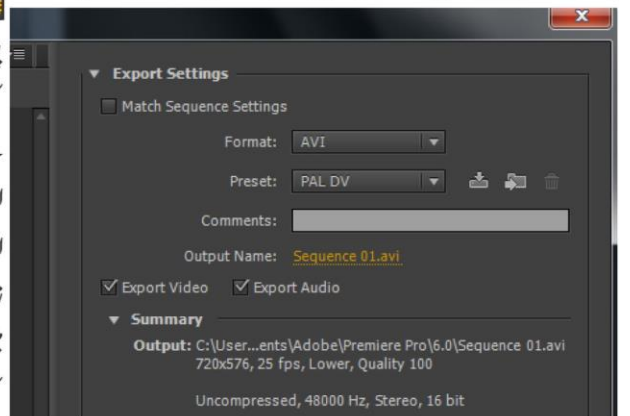 Export Settings
Match Sequence Settings
Format: AVI
Preset: PAL DV
Comments:
Output Name: Sequence 01.avi
Export Video Export Audio
Summary
Output: C:\User...ents\Adobe\Premiere Pro\6.0\Sequence 01.avi
720x576, 25 fps, Lower, Quality 100
Uncompressed, 48000 Hz, Stereo, 16 bit